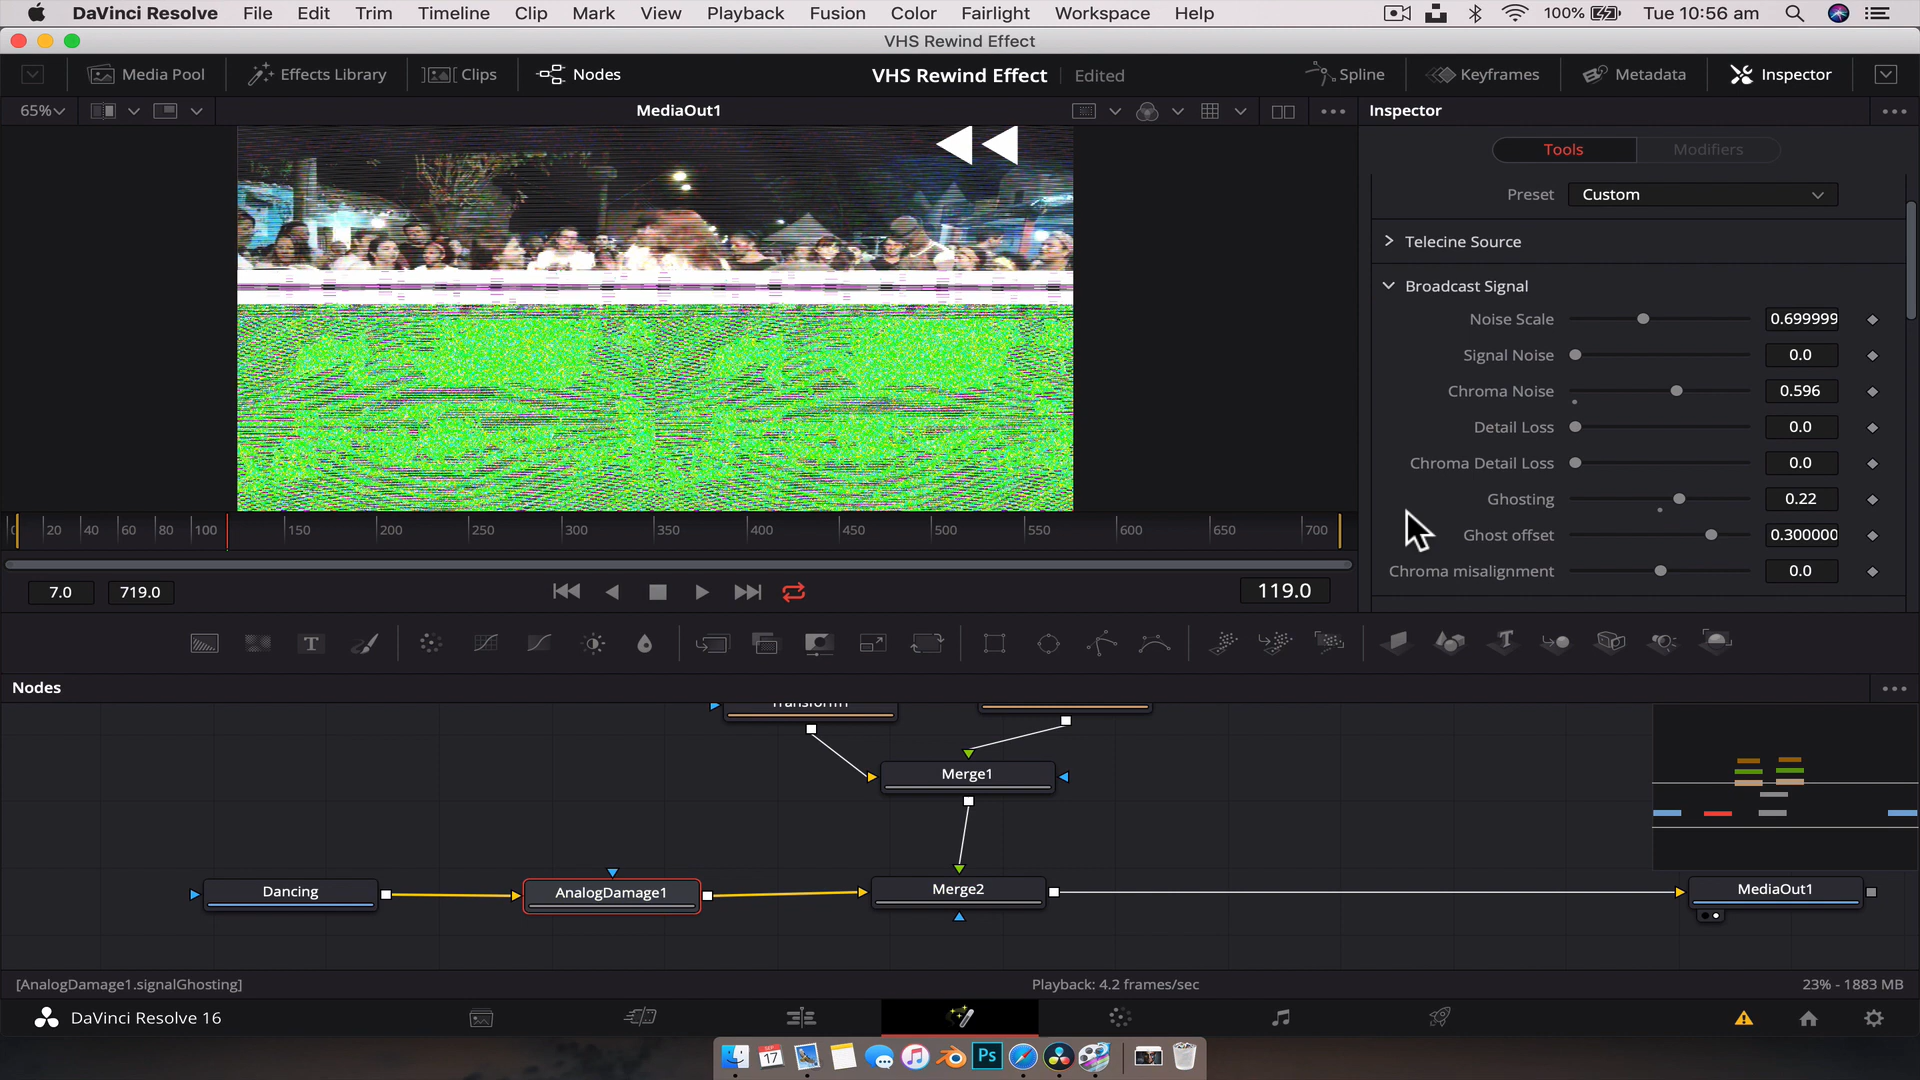 DaVinci Resolve File Edit Trim Timeline Clip Mark View Playback Fusion Color Fairlight Workspace Help 100% Tue 10:56 am
VHS Rewind Effect
Media Pool Effects Library Clips Nodes VHS Rewind Effect Edited Spline Keyframes Metadata Inspector
65% MediaOut1 Inspector
Tools Modifiers
Preset Custom
Telecine Source
Broadcast Signal
Noise Scale 0.699999
Signal Noise 0.0
Chroma Noise 0.596
Detail Loss 0.0
Chroma Detail Loss 0.0
Ghosting 0.22
Ghost offset 0.300000
Chroma misalignment 0.0
20 40 60 80 100 150 200 250 300 350 400 450 500 550 600 650 700
7.0 719.0 119.0
Nodes
Transform1
Merge1
Dancing AnalogDamage1 Merge2 MediaOut1
[AnalogDamage1.signalGhosting] Playback: 4.2 frames/sec 23% - 1883 MB
DaVinci Resolve 16
SEP
17
Ps